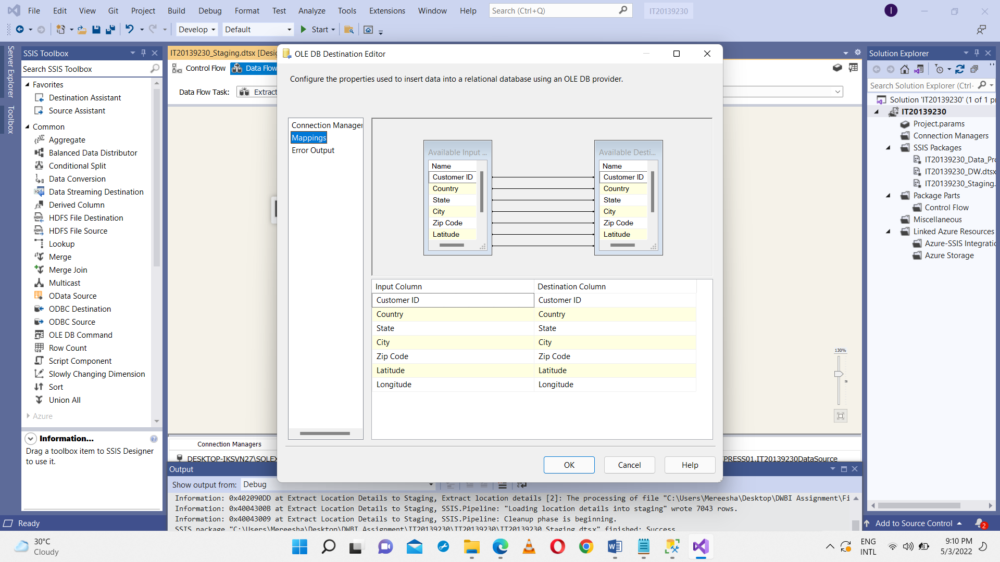 File Edit View Git Project Build Debug Format Test Analyze Tools Extensions Window Help Search (Ctrl+Q) IT20139230 I
Develop Default Start
Server Explorer
Toolbox
SSIS Toolbox
Search SSIS Toolbox
Favorites
Destination Assistant
Source Assistant
Common
Aggregate
Balanced Data Distributor
Conditional Split
Data Conversion
Data Streaming Destination
Derived Column
HDFS File Destination
HDFS File Source
Lookup
Merge
Merge Join
Multicast
OData Source
ODBC Destination
ODBC Source
OLE DB Command
Row Count
Script Component
Slowly Changing Dimension
Sort
Union All
Azure
Information...
Drag a toolbox item to SSIS Designer
to use it.
IT20139230_Staging.dtsx [Desig
Control Flow Data Flow
Data Flow Task: Extract
OLE DB Destination Editor
Configure the properties used to insert data into a relational database using an OLE DB provider.
Connection Manager
Mappings
Error Output
Available Input ...
Name
Customer ID
Country
State
City
Zip Code
Latitude
Available Desti...
Name
Customer ID
Country
State
City
Zip Code
Latitude
Input Column Destination Column
Customer ID Customer ID
Country Country
State State
City City
Zip Code Zip Code
Latitude Latitude
Longitude Longitude
OK Cancel Help
130%
Connection Managers
DESKTOP-IKSVN27\SOLEX
PRESS01.IT20139230DataSource
Output
Show output from: Debug
Information: 0x402090DD at Extract Location Details to Staging, Extract location details [2]: The processing of file "C:\Users\Mereesha\Desktop\DWBI Assignment\Fi
Information: 0x4004300B at Extract Location Details to Staging, SSIS.Pipeline: "Loading location details into staging" wrote 7043 rows.
Information: 0x40043009 at Extract Location Details to Staging, SSIS.Pipeline: Cleanup phase is beginning.
SSIS package "C:\Users\Mereesha\Desktop\DWBI Assignment\IT20139230\IT20139230\IT20139230_Staging.dtsx" finished: Success.
Solution Explorer
Search Solution Explorer (Ctrl-
Solution 'IT20139230' (1 of 1 pr
IT20139230
Project.params
Connection Managers
SSIS Packages
IT20139230_Data_Pro
IT20139230_DW.dtsx
IT20139230_Staging.
Package Parts
Control Flow
Miscellaneous
Linked Azure Resources
Azure-SSIS Integratio
Azure Storage
Ready
Add to Source Control 2
30°C
Cloudy
ENG
INTL
9:10 PM
5/3/2022